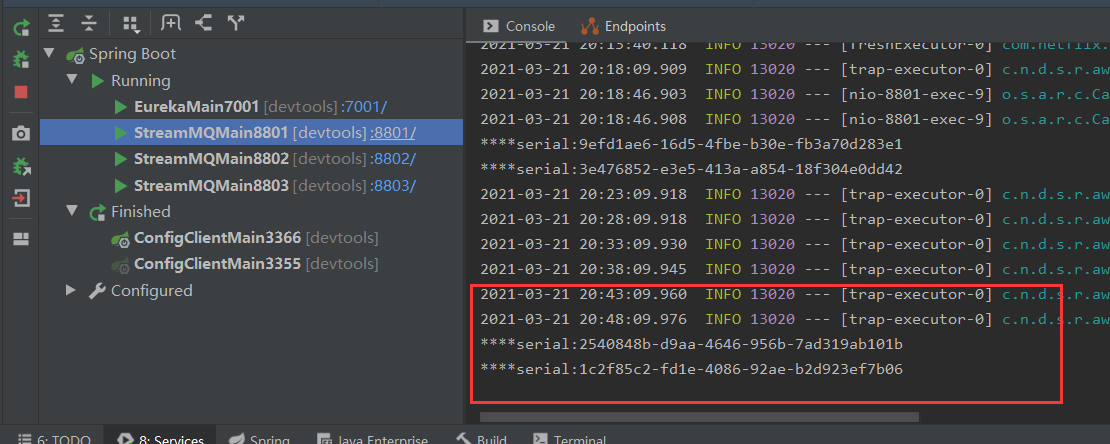 Spring Boot
Running
EurekaMain7001 [devtools] :7001/
StreamMQMain8801 [devtools] :8801/
StreamMQMain8802 [devtools] :8802/
StreamMQMain8803 [devtools] :8803/
Finished
ConfigClientMain3366 [devtools]
ConfigClientMain3355 [devtools]
Configured
Console Endpoints
2021-03-21 20:13:40.118 INFO 13020 --- [freshExecutor-0] com.netflix.
2021-03-21 20:18:09.909 INFO 13020 --- [trap-executor-0] c.n.d.s.r.aw
2021-03-21 20:18:46.903 INFO 13020 --- [nio-8801-exec-9] o.s.a.r.c.Ca
2021-03-21 20:18:46.908 INFO 13020 --- [nio-8801-exec-9] o.s.a.r.c.Ca
****serial:9efd1ae6-16d5-4fbe-b30e-fb3a70d283e1
****serial:3e476852-e3e5-413a-a854-18f304e0dd42
2021-03-21 20:23:09.918 INFO 13020 --- [trap-executor-0] c.n.d.s.r.aw
2021-03-21 20:28:09.918 INFO 13020 --- [trap-executor-0] c.n.d.s.r.aw
2021-03-21 20:33:09.930 INFO 13020 --- [trap-executor-0] c.n.d.s.r.aw
2021-03-21 20:38:09.945 INFO 13020 --- [trap-executor-0] c.n.d.s.r.aw
2021-03-21 20:43:09.960 INFO 13020 --- [trap-executor-0] c.n.d.s.r.aw
2021-03-21 20:48:09.976 INFO 13020 --- [trap-executor-0] c.n.d.s.r.aw
****serial:2540848b-d9aa-4646-956b-7ad319ab101b
****serial:1c2f85c2-fd1e-4086-92ae-b2d923ef7b06
6: TODO 8: Services Spring Java Enterprise Build Terminal